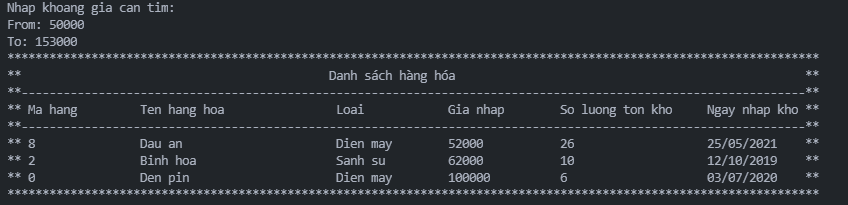 Nhap khoang gia can tim:
From: 50000
To: 153000
*****************************************************************************************************************
** Danh sách hàng hóa **
**-------------------------------------------------------------------------------------------------------------**
** Ma hang Ten hang hoa Loai Gia nhap So luong ton kho Ngay nhap kho **
**-------------------------------------------------------------------------------------------------------------**
** 8 Dau an Dien may 52000 26 25/05/2021 **
** 2 Binh hoa Sanh su 62000 10 12/10/2019 **
** 0 Den pin Dien may 100000 6 03/07/2020 **
*****************************************************************************************************************